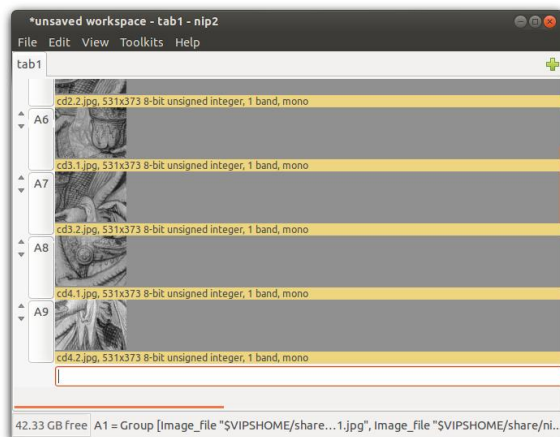 *unsaved workspace - tab1 - nip2
File Edit View Toolkits Help
tab1
cd2.2.jpg, 531x373 8-bit unsigned integer, 1 band, mono
A6
cd3.1.jpg, 531x373 8-bit unsigned integer, 1 band, mono
A7
cd3.2.jpg, 531x373 8-bit unsigned integer, 1 band, mono
A8
cd4.1.jpg, 531x373 8-bit unsigned integer, 1 band, mono
A9
cd4.2.jpg, 531x373 8-bit unsigned integer, 1 band, mono
42.33 GB free A1 = Group [Image_file "$VIPSHOME/share…1.jpg", Image_file "$VIPSHOME/share/ni…